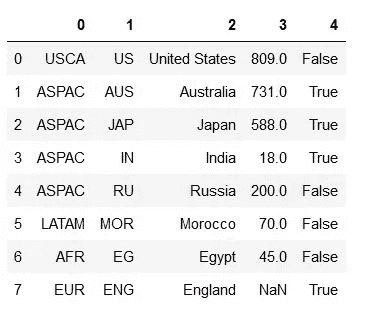 0 1 2 3 4
0 USCA US United States 809.0 False
1 ASPAC AUS Australia 731.0 True
2 ASPAC JAP Japan 588.0 True
3 ASPAC IN India 18.0 True
4 ASPAC RU Russia 200.0 False
5 LATAM MOR Morocco 70.0 False
6 AFR EG Egypt 45.0 False
7 EUR ENG England NaN True